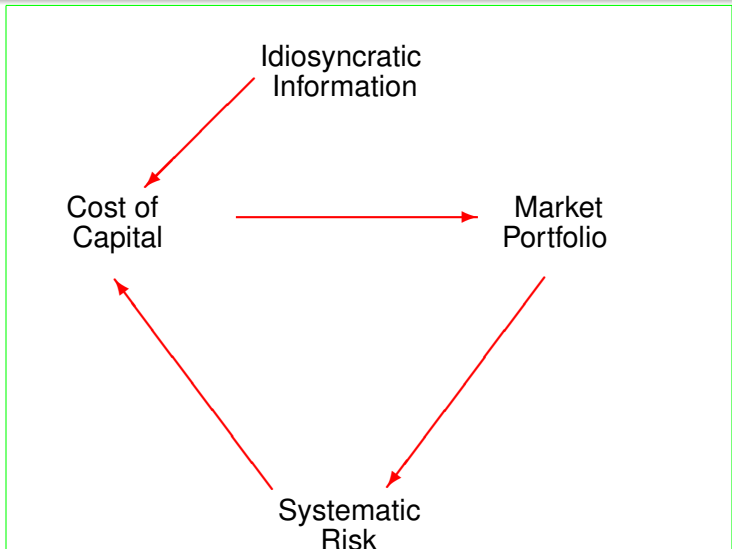 Idiosyncratic
Information
Cost of
Capital
Market
Portfolio
Systematic
Risk